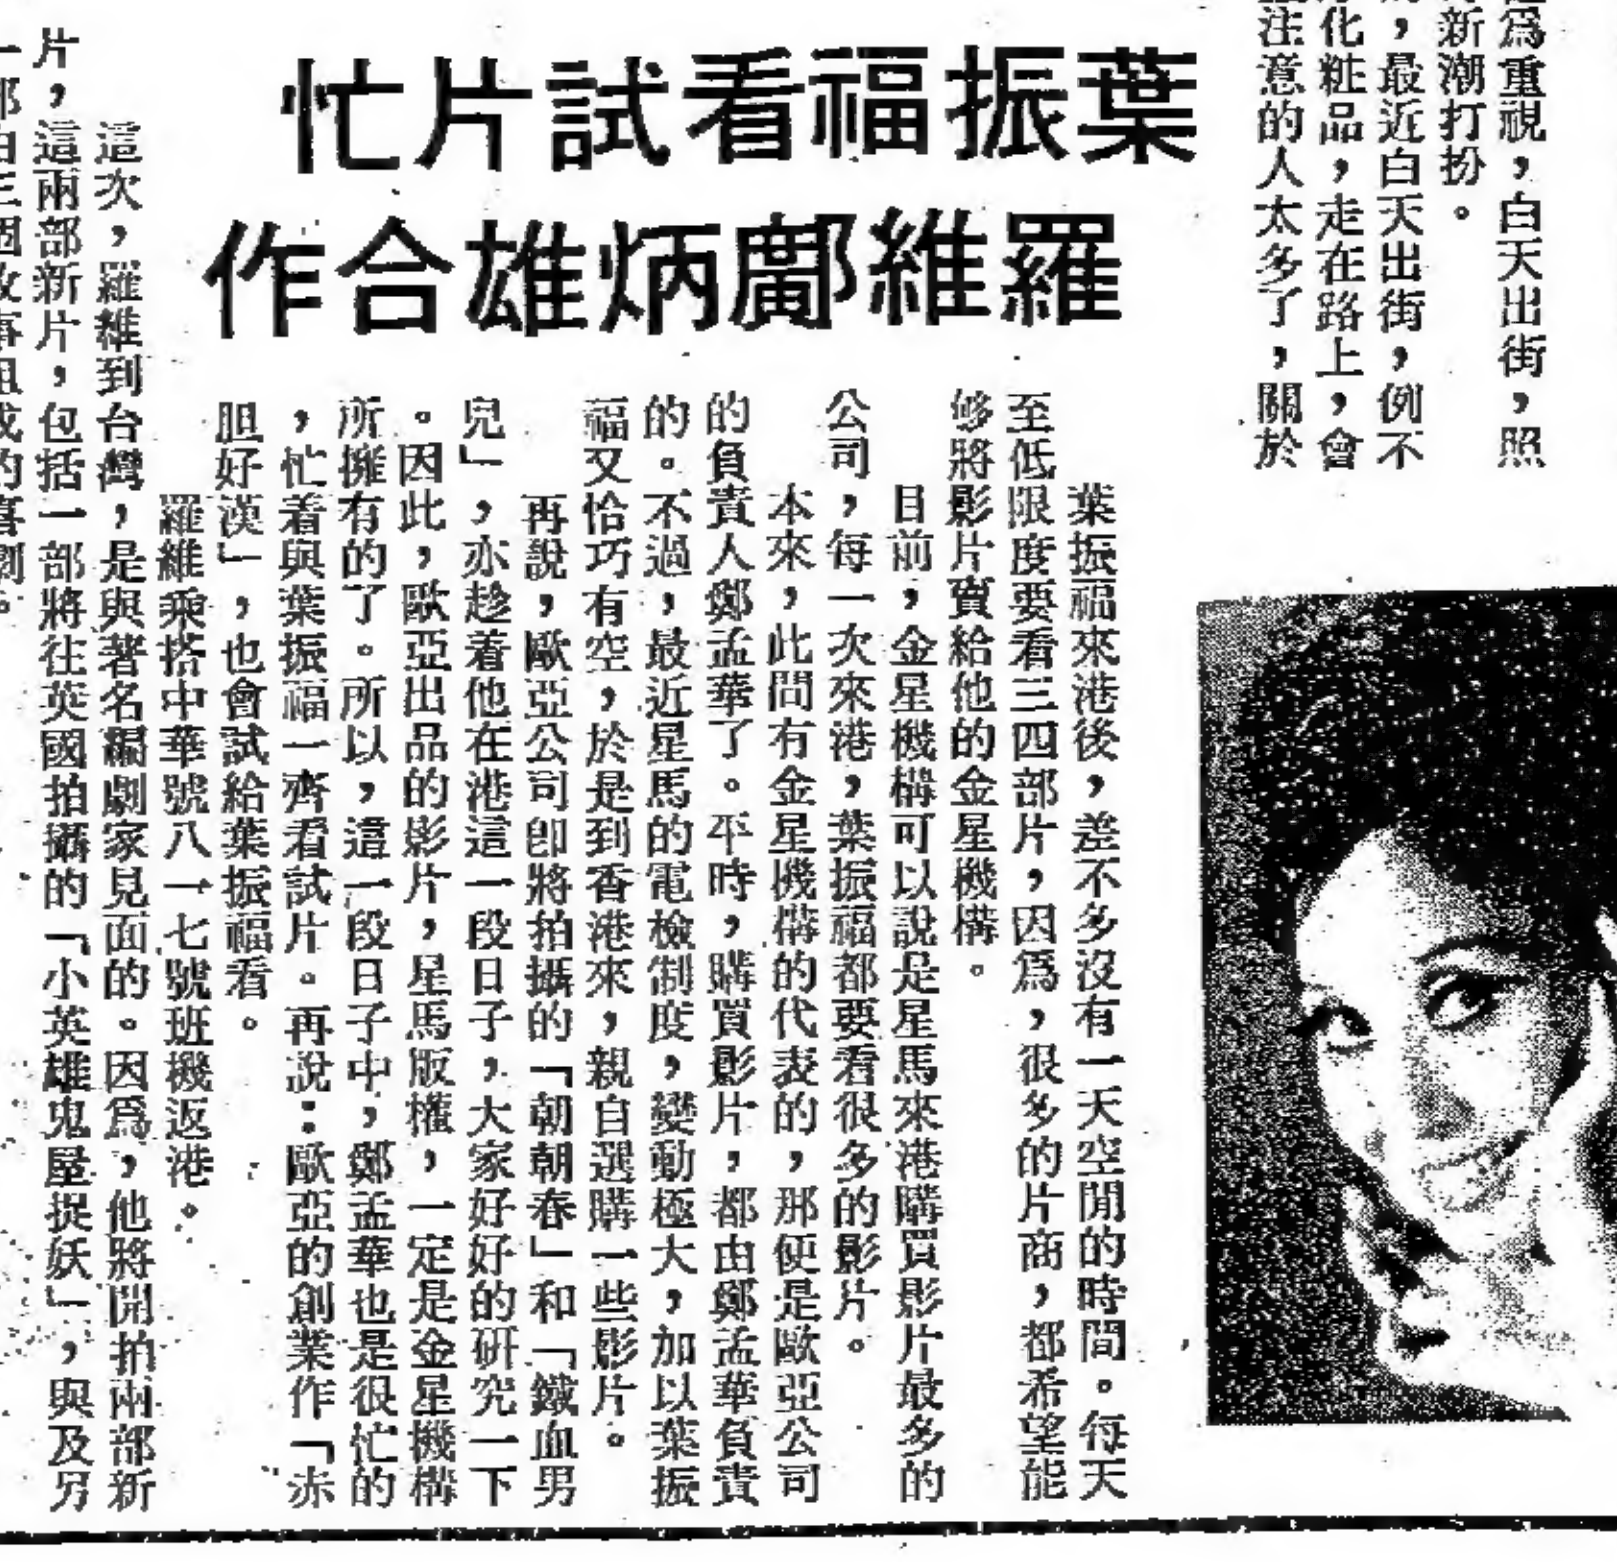 爲重視，白天出街，照
新潮打扮。
，最近白天出街，例不
化粧品，走在路上，會
注意的人太多了，關於
葉振福看試片忙
羅維鄺炳雄合作
葉振福來港後，差不多沒有一天空閒的時間。每天
至低限度要看三四部片，因爲，很多的片商，都希望能
够將影片賣給他的金星機構。
目前，金星機構可以說是星馬來港購買影片最多的
公司，每一次來港，葉振福都要看很多的影片。
本來，此間有金星機構的代表的，那便是歐亞公司
的負責人鄭孟華了。平時，購買影片，都由鄭孟華負責
的。不過，最近星馬的電檢制度，變動極大，加以葉振
福又恰巧有空，於是到香港來，親自選購一些影片。
再說，歐亞公司卽將拍攝的「朝朝春」和「鐵血男
兒」，亦趁着他在港這一段日子，大家好好的研究一下
。因此，歐亞出品的影片，星馬版權，一定是金星機構
所擁有的了。所以，這一段日子中，鄭孟華也是很忙的
，忙着與葉振福一齊看試片。再說：歐亞的創業作「赤
胆好漢」，也會試給葉振福看。
羅維乘搭中華號八一七號班機返港。
這次，羅維到台灣，是與著名編劇家見面的。因爲，他將開拍兩部新
片，這兩部新片，包括一部將往英國拍攝的「小英雄鬼屋捉妖」，與及另
一部由三個故事組成的喜劇。